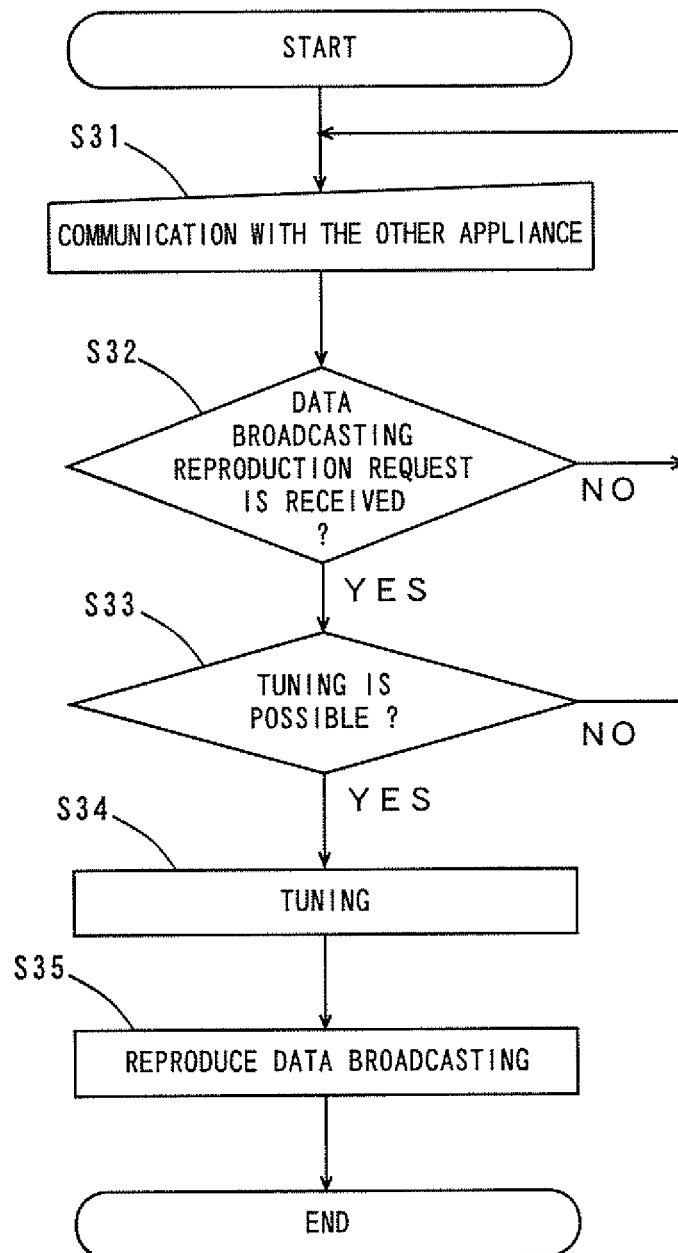 START
S31
COMMUNICATION WITH THE OTHER APPLIANCE
S32
DATA
BROADCASTING
REPRODUCTION REQUEST
IS RECEIVED
?
NO
YES
S33
TUNING IS
POSSIBLE ?
NO
YES
S34
TUNING
S35
REPRODUCE DATA BROADCASTING
END